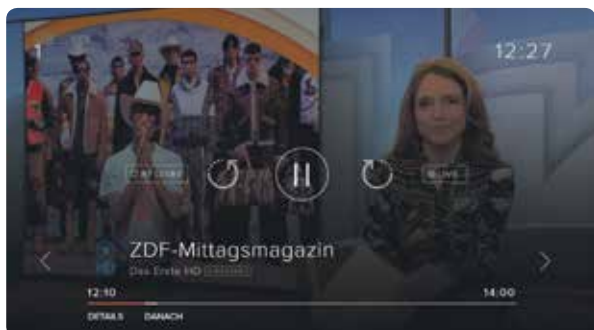 1
12:27
ZDF-Mittagsmagazin
Das Erste HD
12:10
14:00
DETAILS
DANACH